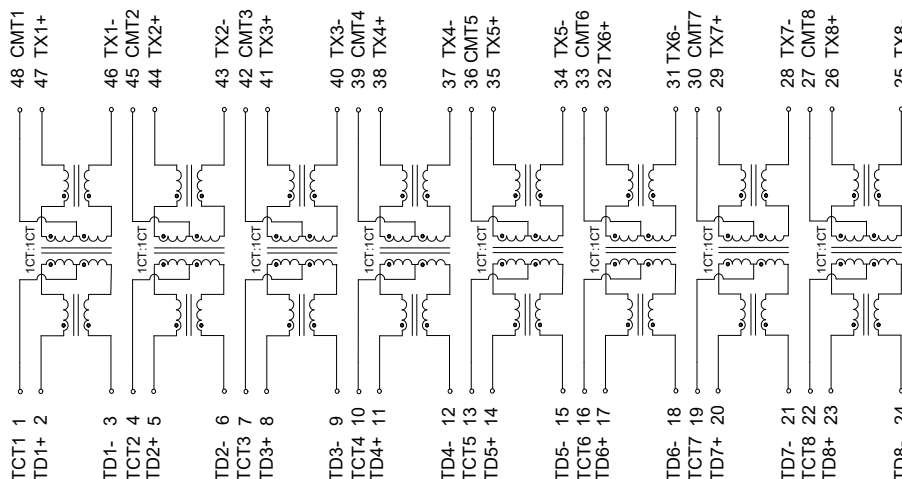 48 CMT1
47 TX1+
46 TX1-
45 CMT2
44 TX2+
43 TX2-
42 CMT3
41 TX3+
40 TX3-
39 CMT4
38 TX4+
37 TX4-
36 CMT5
35 TX5+
34 TX5-
33 CMT6
32 TX6+
31 TX6-
30 CMT7
29 TX7+
28 TX7-
27 CMT8
26 TX8+
25 TX8-
1CT:1CT
1CT:1CT
1CT:1CT
1CT:1CT
1CT:1CT
1CT:1CT
1CT:1CT
1CT:1CT
TCT1 1
TD1+ 2
TD1- 3
TCT2 4
TD2+ 5
TD2- 6
TCT3 7
TD3+ 8
TD3- 9
TCT4 10
TD4+ 11
TD4- 12
TCT5 13
TD5+ 14
TD5- 15
TCT6 16
TD6+ 17
TD6- 18
TCT7 19
TD7+ 20
TD7- 21
TCT8 22
TD8+ 23
TD8- 24